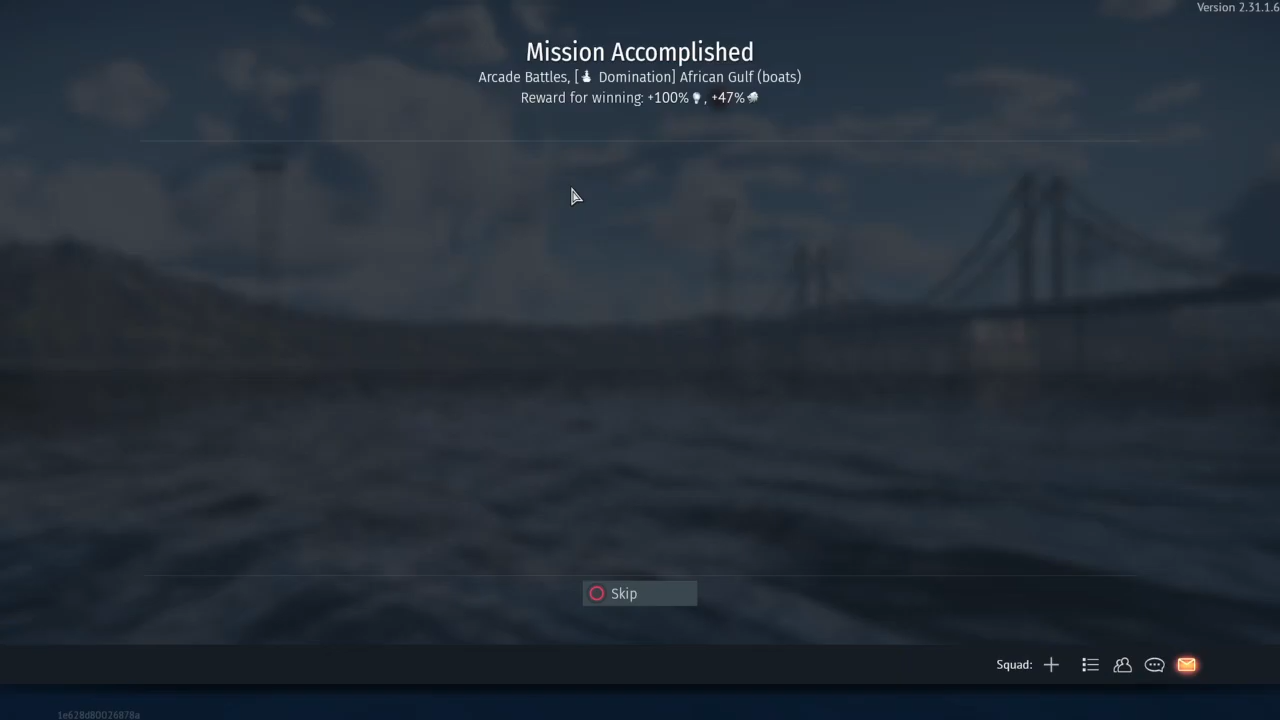 Version 2.31.1.6
Mission Accomplished
Arcade Battles, [ Domination] African Gulf (boats)
Reward for winning: +100% , +47%
Skip
Squad:
1e628d80026878a